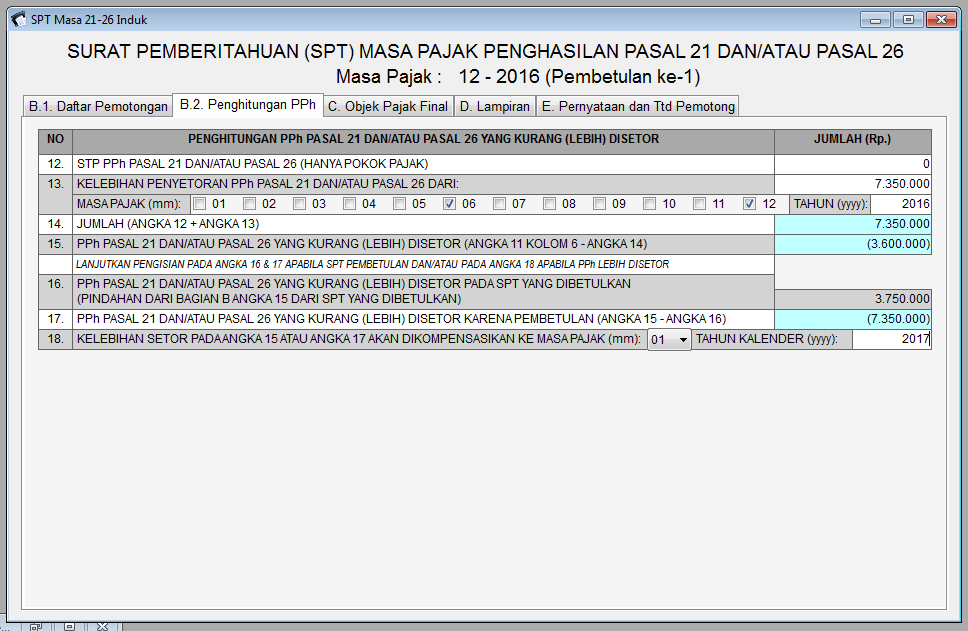 SPT Masa 21-26 Induk
SURAT PEMBERITAHUAN (SPT) MASA PAJAK PENGHASILAN PASAL 21 DAN/ATAU PASAL 26
Masa Pajak : 12 - 2016 (Pembetulan ke-1)
B.1. Daftar Pemotongan B.2. Penghitungan PPh C. Objek Pajak Final D. Lampiran E. Pernyataan dan Ttd Pemotong
NO PENGHITUNGAN PPh PASAL 21 DAN/ATAU PASAL 26 YANG KURANG (LEBIH) DISETOR JUMLAH (Rp.)
12. STP PPh PASAL 21 DAN/ATAU PASAL 26 (HANYA POKOK PAJAK) 0
13. KELEBIHAN PENYETORAN PPh PASAL 21 DAN/ATAU PASAL 26 DARI: 7.350.000
MASA PAJAK (mm): 01 02 03 04 05 06 07 08 09 10 11 12 TAHUN (yyyy): 2016
14. JUMLAH (ANGKA 12 + ANGKA 13) 7.350.000
15. PPh PASAL 21 DAN/ATAU PASAL 26 YANG KURANG (LEBIH) DISETOR (ANGKA 11 KOLOM 6 - ANGKA 14) (3.600.000)
LANJUTKAN PENGISIAN PADA ANGKA 16 & 17 APABILA SPT PEMBETULAN DAN/ATAU PADA ANGKA 18 APABILA PPh LEBIH DISETOR
16. PPh PASAL 21 DAN/ATAU PASAL 26 YANG KURANG (LEBIH) DISETOR PADA SPT YANG DIBETULKAN
(PINDAHAN DARI BAGIAN B ANGKA 15 DARI SPT YANG DIBETULKAN) 3.750.000
17. PPh PASAL 21 DAN/ATAU PASAL 26 YANG KURANG (LEBIH) DISETOR KARENA PEMBETULAN (ANGKA 15 - ANGKA 16) (7.350.000)
18. KELEBIHAN SETOR PADA ANGKA 15 ATAU ANGKA 17 AKAN DIKOMPENSASIKAN KE MASA PAJAK (mm): 01 TAHUN KALENDER (yyyy): 2017